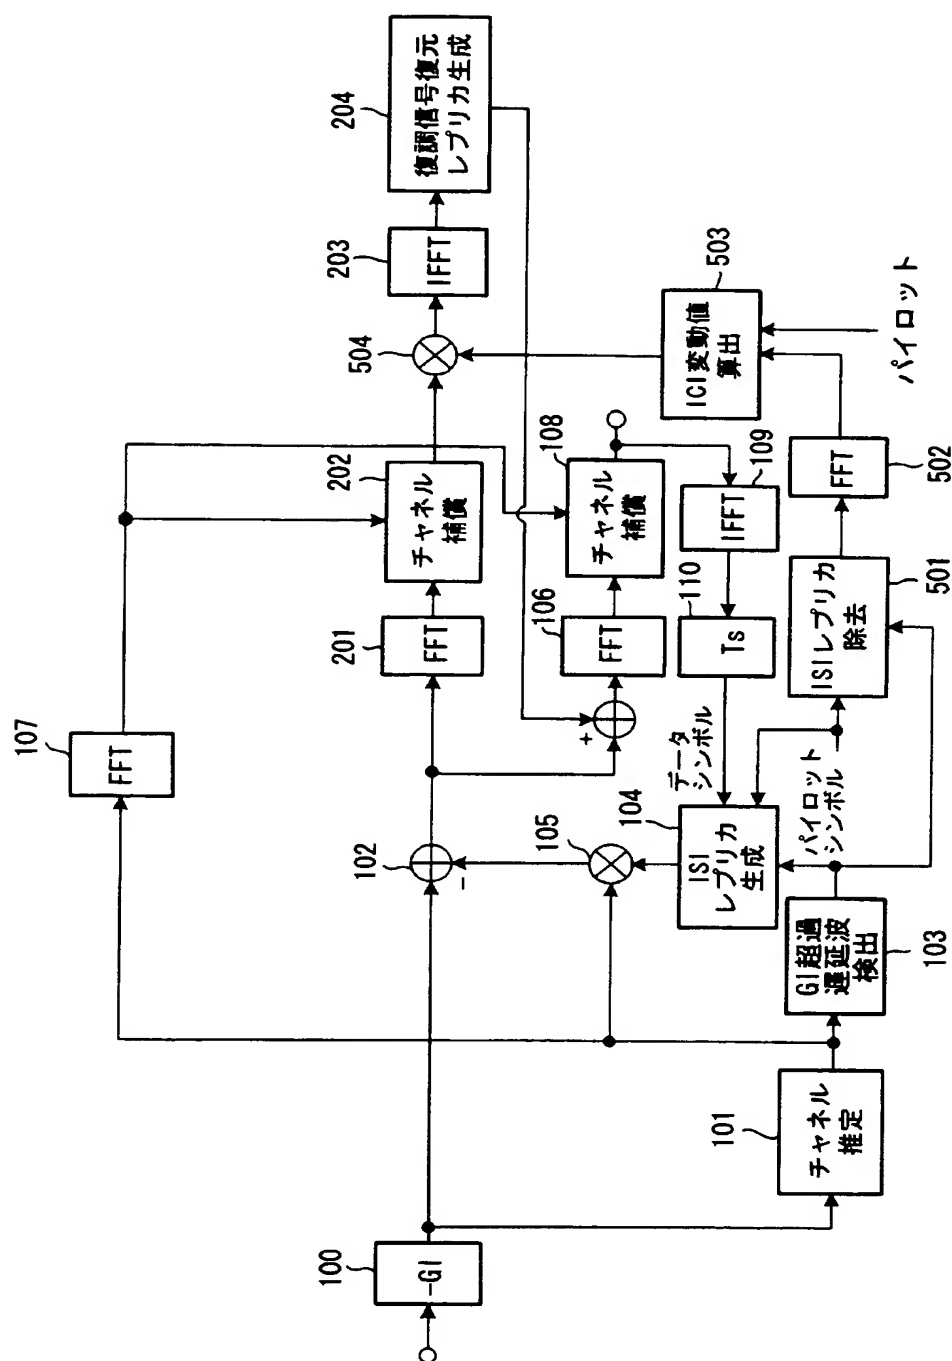 100
-GI
101
チャネル
推定
102
-
107
FFT
103
GI超過
遅延波
検出
104
ISI
レプリカ
生成
105
パイロット
シンボル
データ
シンボル
110
Ts
109
IFFT
+
106
FFT
108
チャネル
補償
201
FFT
202
チャネル
補償
504
203
IFFT
204
復調信号復元
レプリカ生成
501
ISIレプリカ
除去
502
FFT
503
ICI変動値
算出
パイロット